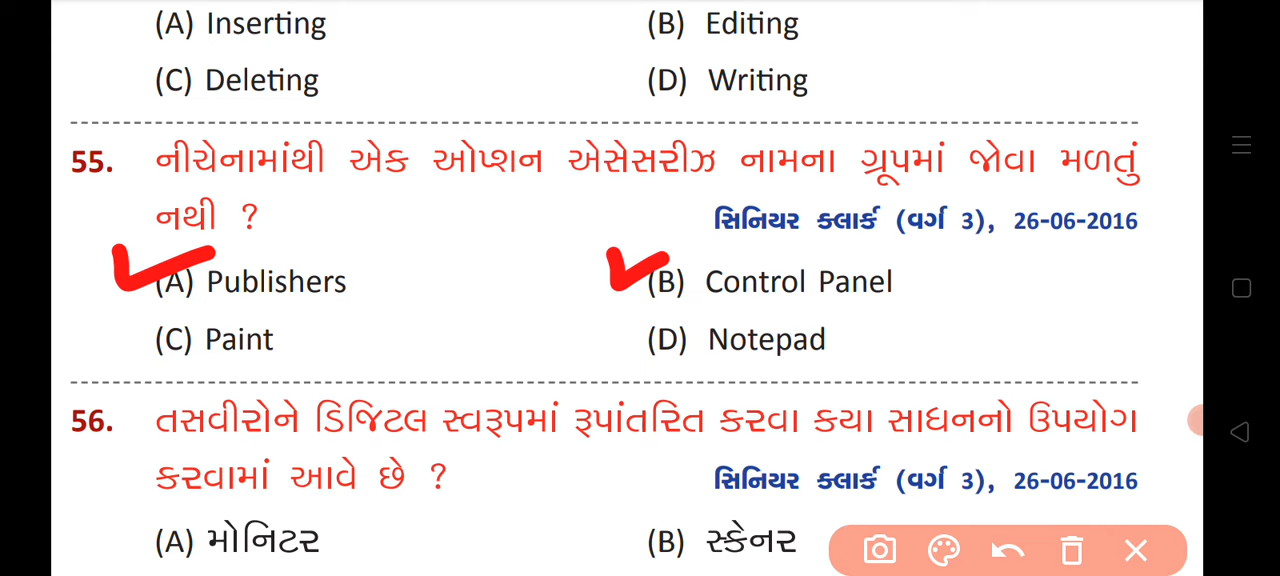 (A) Inserting (B) Editing
(C) Deleting (D) Writing
55. નીચેનામાંથી એક ઓપ્શન એસેસરીઝ નામના ગ્રૂપમાં જોવા મળતું
નથી ? સિનિયર ક્લાર્ક (વર્ગ 3), 26-06-2016
(A) Publishers (B) Control Panel
(C) Paint (D) Notepad
56. તસવીરોને ડિજિટલ સ્વરૂપમાં રૂપાંતરિત કરવા કયા સાધનનો ઉપયોગ
કરવામાં આવે છે ? સિનિયર ક્લાર્ક (વર્ગ 3), 26-06-2016
(A) મોનિટર (B) સ્કેનર